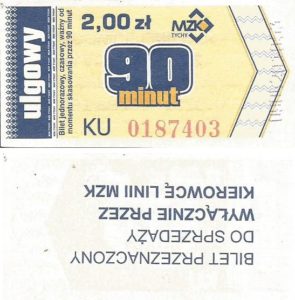 ulgowy
Bilet jednorazowy, czasowy, ważny od
momentu skasowania przez 90 minut
2,00 zł
MZK
TYCHY
90
minut
KU 0187403
BILET PRZEZNACZONY
DO SPRZEDAŻY
WYŁĄCZNIE PRZEZ
KIEROWCĘ LINII MZK